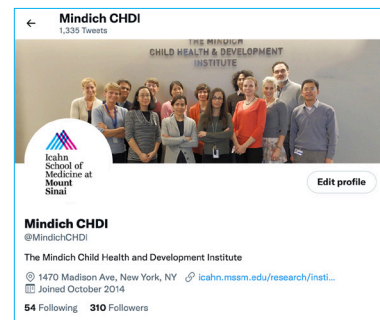 Mindich CHDI
1,335 Tweets
THE MINDICH
CHILD HEALTH & DEVELOPMENT
INSTITUTE
Icahn
School of
Medicine at
Mount
Sinai
Edit profile
Mindich CHDI
@MindichCHDI
The Mindich Child Health and Development Institute
1470 Madison Ave, New York, NY icahn.mssm.edu/research/insti...
Joined October 2014
54 Following 310 Followers